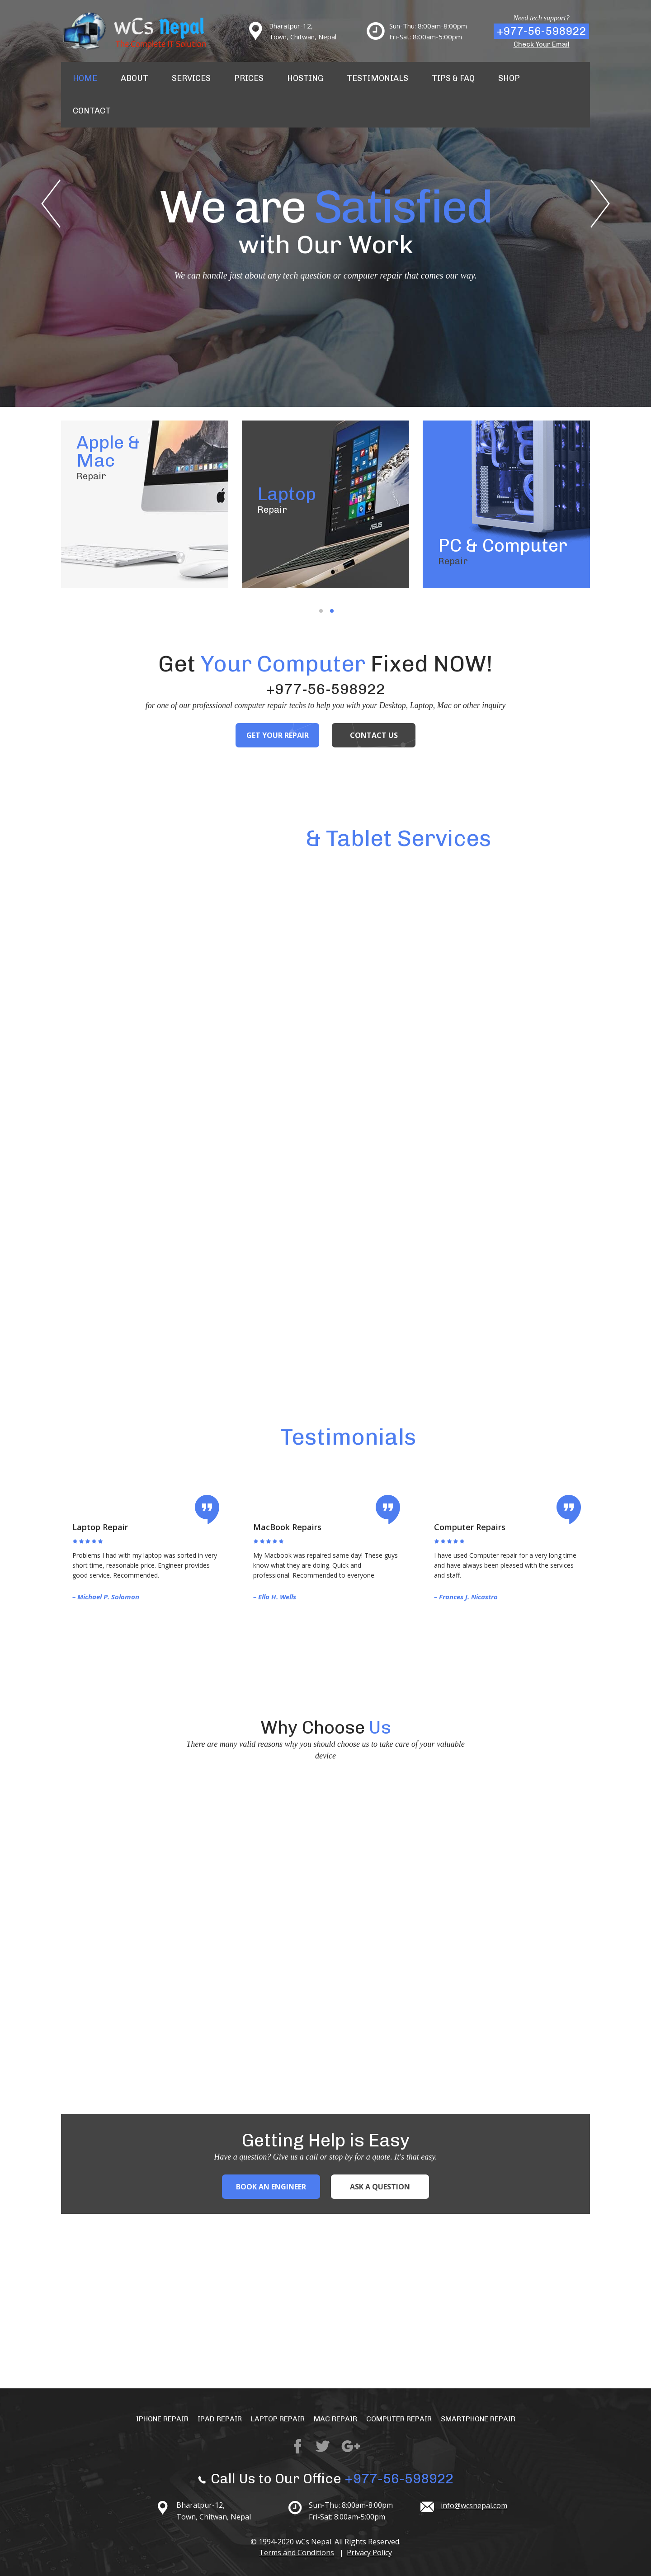 wCs Nepal
Bharatpur-12,
Town, Chitwan, Nepal
Sun-Thu: 8:00am-8:00pm
Fri-Sat: 8:00am-5:00pm
Need tech support?
+977-56-598922
Check Your Email
HOME ABOUT SERVICES PRICES HOSTING TESTIMONIALS TIPS & FAQ SHOP
CONTACT
We are Satisfied
with Our Work
We can handle just about any tech question or computer repair that comes our way.
Apple &
Mac
Repair
Laptop
Repair
ASUS
PC & Computer
Repair
Get Your Computer Fixed NOW!
+977-56-598922
for one of our professional computer repair techs to help you with your Desktop, Laptop, Mac or other inquiry
GET YOUR REPAIR CONTACT US
& Tablet Services
Testimonials
Laptop Repair
Problems I had with my laptop was sorted in very
short time, reasonable price. Engineer provides
good service. Recommended.
– Michael P. Solomon
MacBook Repairs
My Macbook was repaired same day! These guys
know what they are doing. Quick and
professional. Recommended to everyone.
– Ella H. Wells
Computer Repairs
I have used Computer repair for a very long time
and have always been pleased with the services
and staff.
– Frances J. Nicastro
Why Choose Us
There are many valid reasons why you should choose us to take care of your valuable
device
Getting Help is Easy
Have a question? Give us a call or stop by for a quote. It's that easy.
BOOK AN ENGINEER ASK A QUESTION
IPHONE REPAIR IPAD REPAIR LAPTOP REPAIR MAC REPAIR COMPUTER REPAIR SMARTPHONE REPAIR
Call Us to Our Office +977-56-598922
Bharatpur-12,
Town, Chitwan, Nepal
Sun-Thu: 8:00am-8:00pm
Fri-Sat: 8:00am-5:00pm
info@wcsnepal.com
© 1994-2020 wCs Nepal. All Rights Reserved.
Terms and Conditions | Privacy Policy